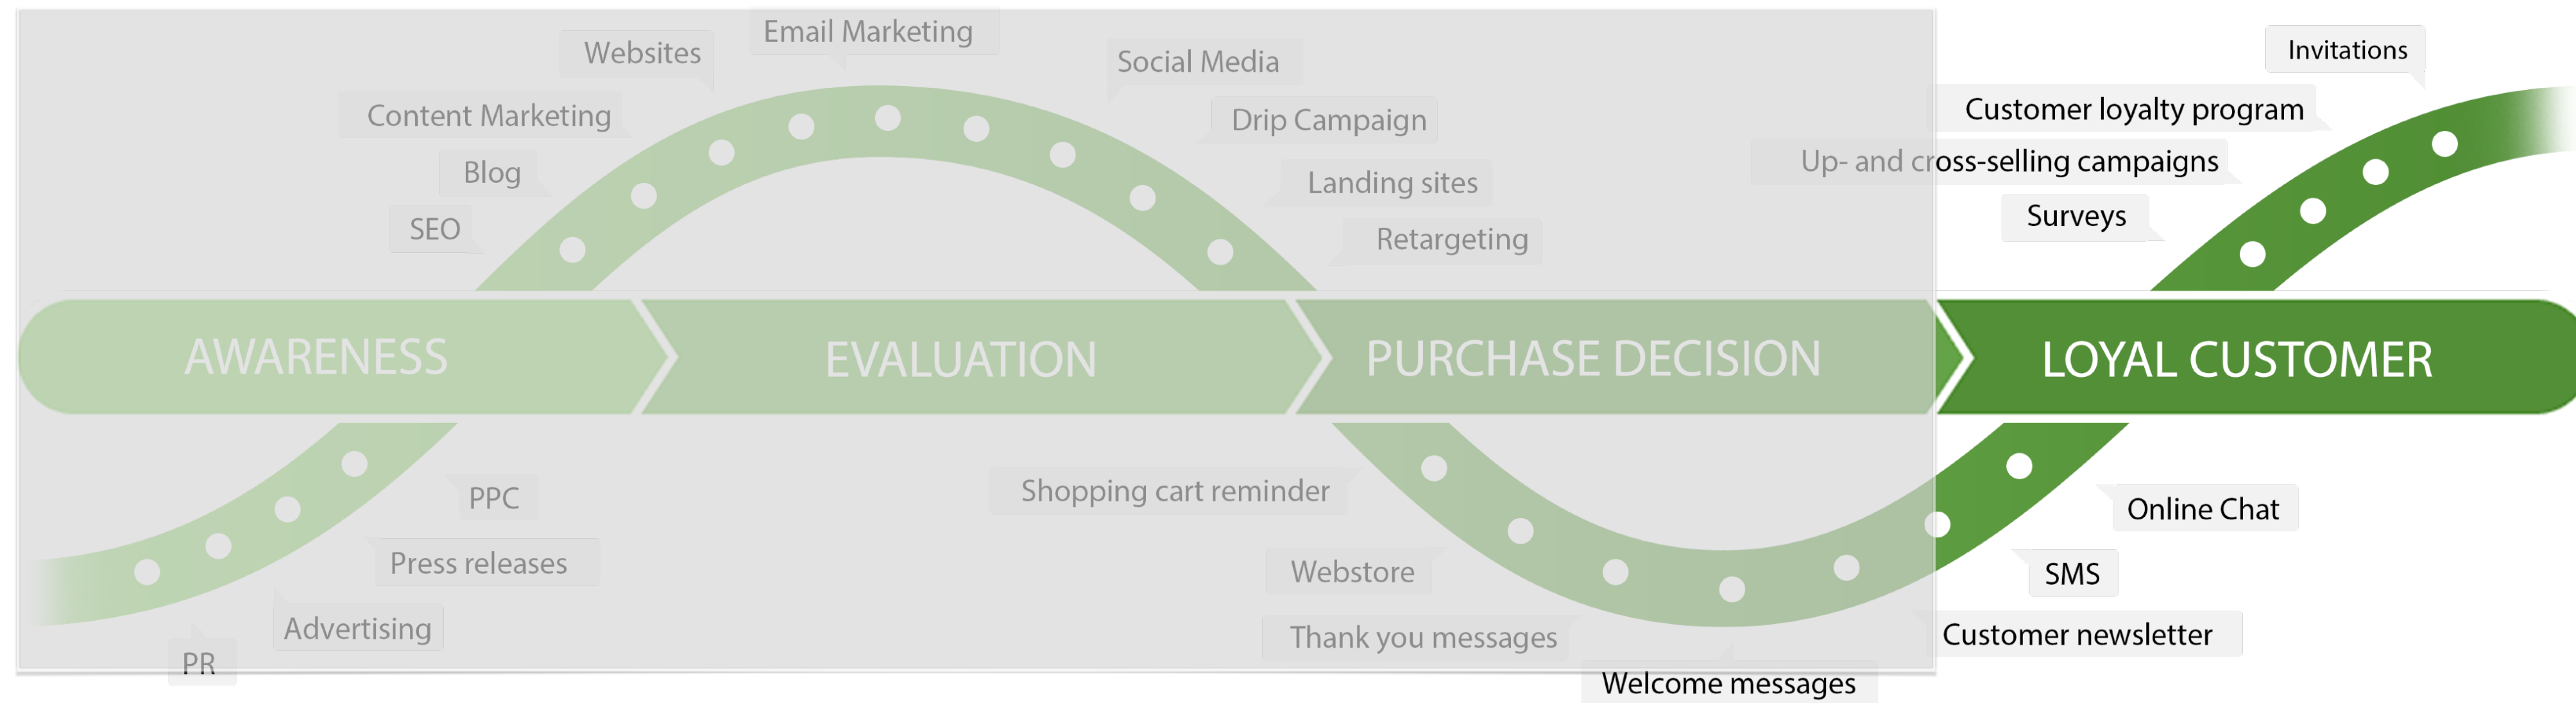 Email Marketing
Websites
Social Media
Content Marketing
Drip Campaign
Blog
Landing sites
SEO
Retargeting
Invitations
Customer loyalty program
Up- and cross-selling campaigns
Surveys
AWARENESS
EVALUATION
PURCHASE DECISION
LOYAL CUSTOMER
PPC
Press releases
Advertising
PR
Shopping cart reminder
Webstore
Thank you messages
Welcome messages
Online Chat
SMS
Customer newsletter